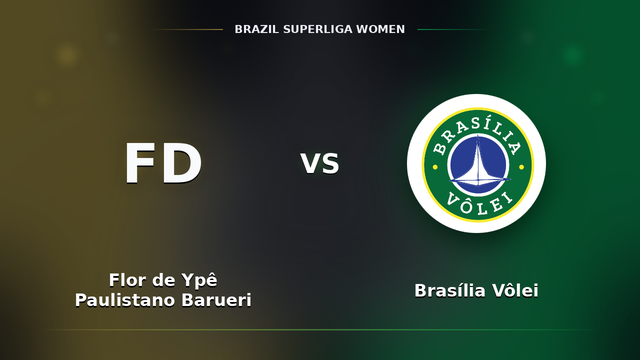 BRAZIL SUPERLIGA WOMEN
FD
VS
BRASÍLIA
VÔLEI
Flor de Ypê
Paulistano Barueri
Brasília Vôlei